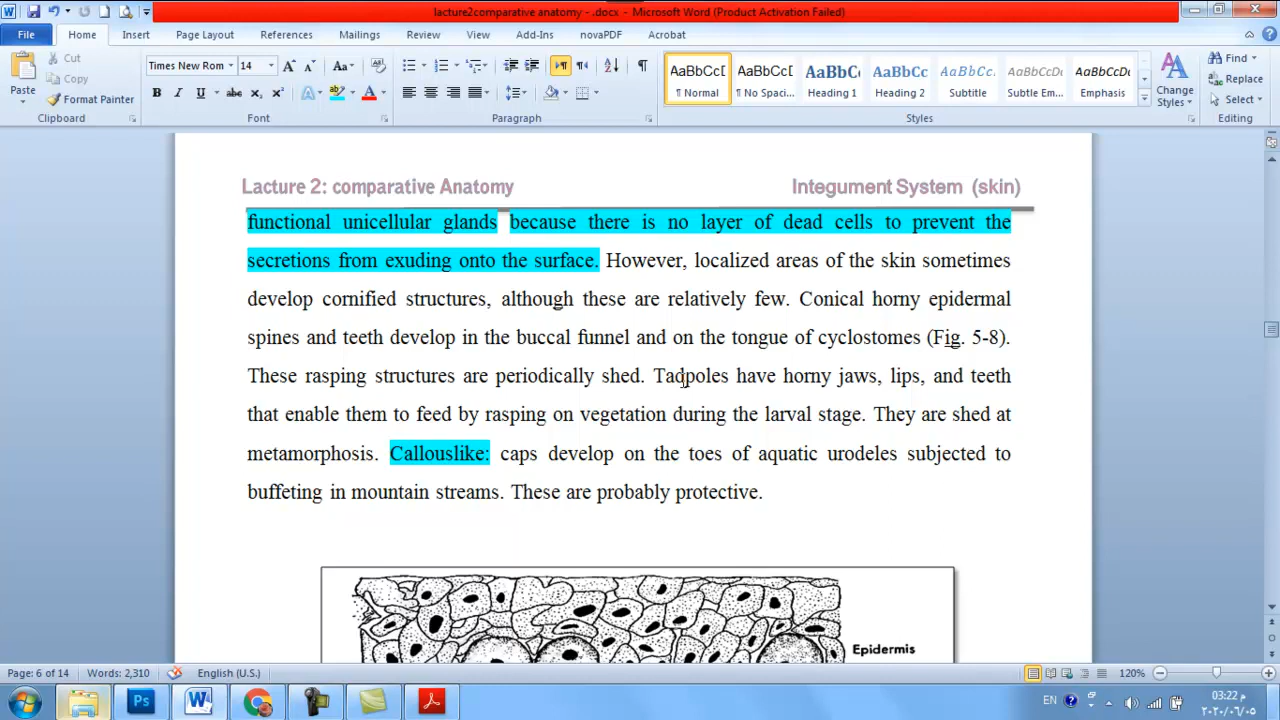 lacture2comparative anatomy - .docx - Microsoft Word (Product Activation Failed)
File Home Insert Page Layout References Mailings Review View Add-Ins novaPDF Acrobat
Cut
Copy
Format Painter
Paste
Clipboard
Times New Rom 14
Font
Paragraph
AaBbCcD AaBbCcD AaBbC AaBbCc AaBbCc. AaBbCcDc AaBbCcDc
¶ Normal ¶ No Spaci... Heading 1 Heading 2 Subtitle Subtle Em... Emphasis
Styles
Change Styles
Find
Replace
Select
Editing
Lacture 2: comparative Anatomy Integument System (skin)
functional unicellular glands because there is no layer of dead cells to prevent the
secretions from exuding onto the surface. However, localized areas of the skin sometimes
develop cornified structures, although these are relatively few. Conical horny epidermal
spines and teeth develop in the buccal funnel and on the tongue of cyclostomes (Fig. 5-8).
These rasping structures are periodically shed. Tadpoles have horny jaws, lips, and teeth
that enable them to feed by rasping on vegetation during the larval stage. They are shed at
metamorphosis. Callouslike: caps develop on the toes of aquatic urodeles subjected to
buffeting in mountain streams. These are probably protective.
Epidermis
Page: 6 of 14 Words: 2,310 English (U.S.) 120%
EN
03:22 م
٢٠٢٠/٠٦/٠٥